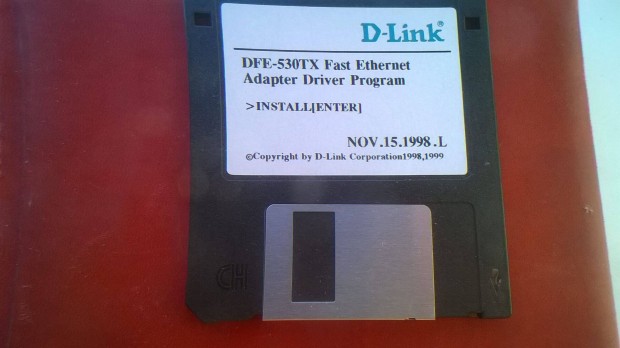 D-Link®
DFE-530TX Fast Ethernet
Adapter Driver Program
>INSTALL[ENTER]
NOV.15.1998.L
©Copyright by D-Link Corporation1998,1999